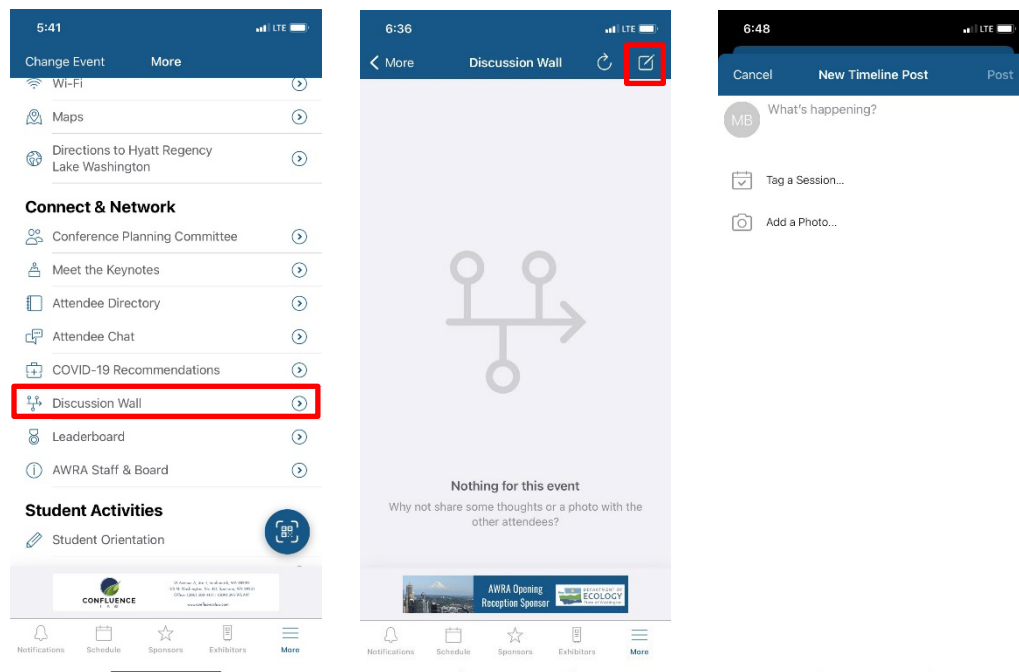 5:41
LTE
Change Event
More
Wi-Fi
Maps
Directions to Hyatt Regency
Lake Washington
Connect & Network
Conference Planning Committee
Meet the Keynotes
Attendee Directory
Attendee Chat
COVID-19 Recommendations
Discussion Wall
Leaderboard
AWRA Staff & Board
Student Activities
Student Orientation
CONFLUENCE
LAW
Notifications
Schedule
Sponsors
Exhibitors
More
6:36
LTE
More
Discussion Wall
Nothing for this event
Why not share some thoughts or a photo with the
other attendees?
AWRA Opening
Reception Sponsor
DEPARTMENT OF
ECOLOGY
State of Washington
Notifications
Schedule
Sponsors
Exhibitors
More
6:48
LTE
Cancel
New Timeline Post
Post
MB
What's happening?
Tag a Session...
Add a Photo...